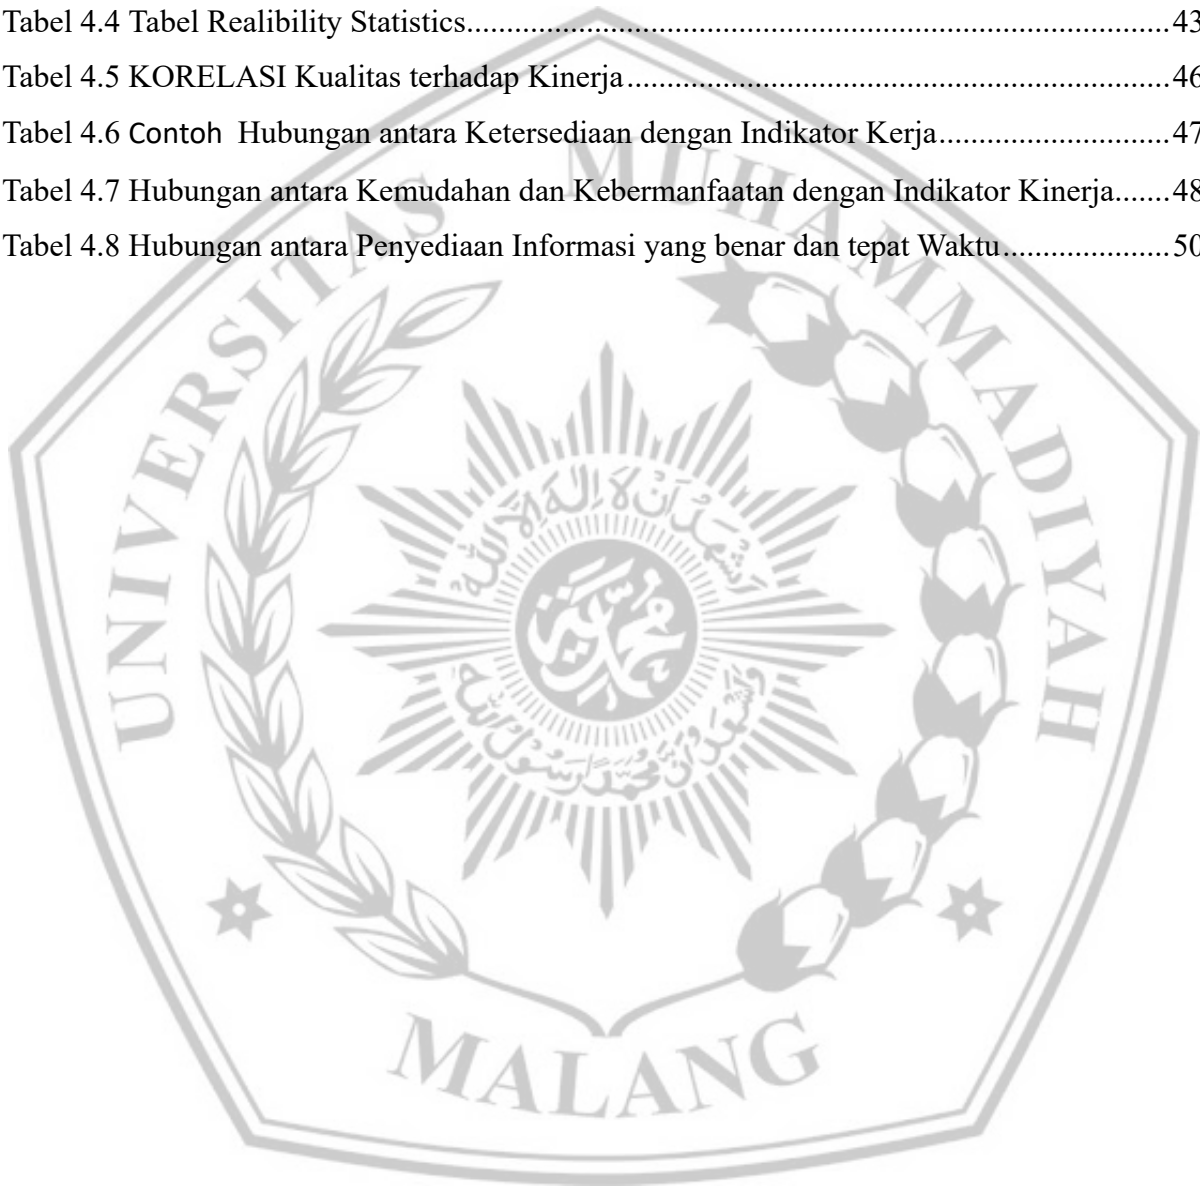 Tabel 4.4 Tabel Realibility Statistics.......................................................................................43
Tabel 4.5 KORELASI Kualitas terhadap Kinerja....................................................................46
Tabel 4.6 Contoh  Hubungan antara Ketersediaan dengan Indikator Kerja.............................47
Tabel 4.7 Hubungan antara Kemudahan dan Kebermanfaatan dengan Indikator Kinerja.......48
Tabel 4.8 Hubungan antara Penyediaan Informasi yang benar dan tepat Waktu.....................50
UNIVERSITAS MUHAMMADIYAH
MALANG